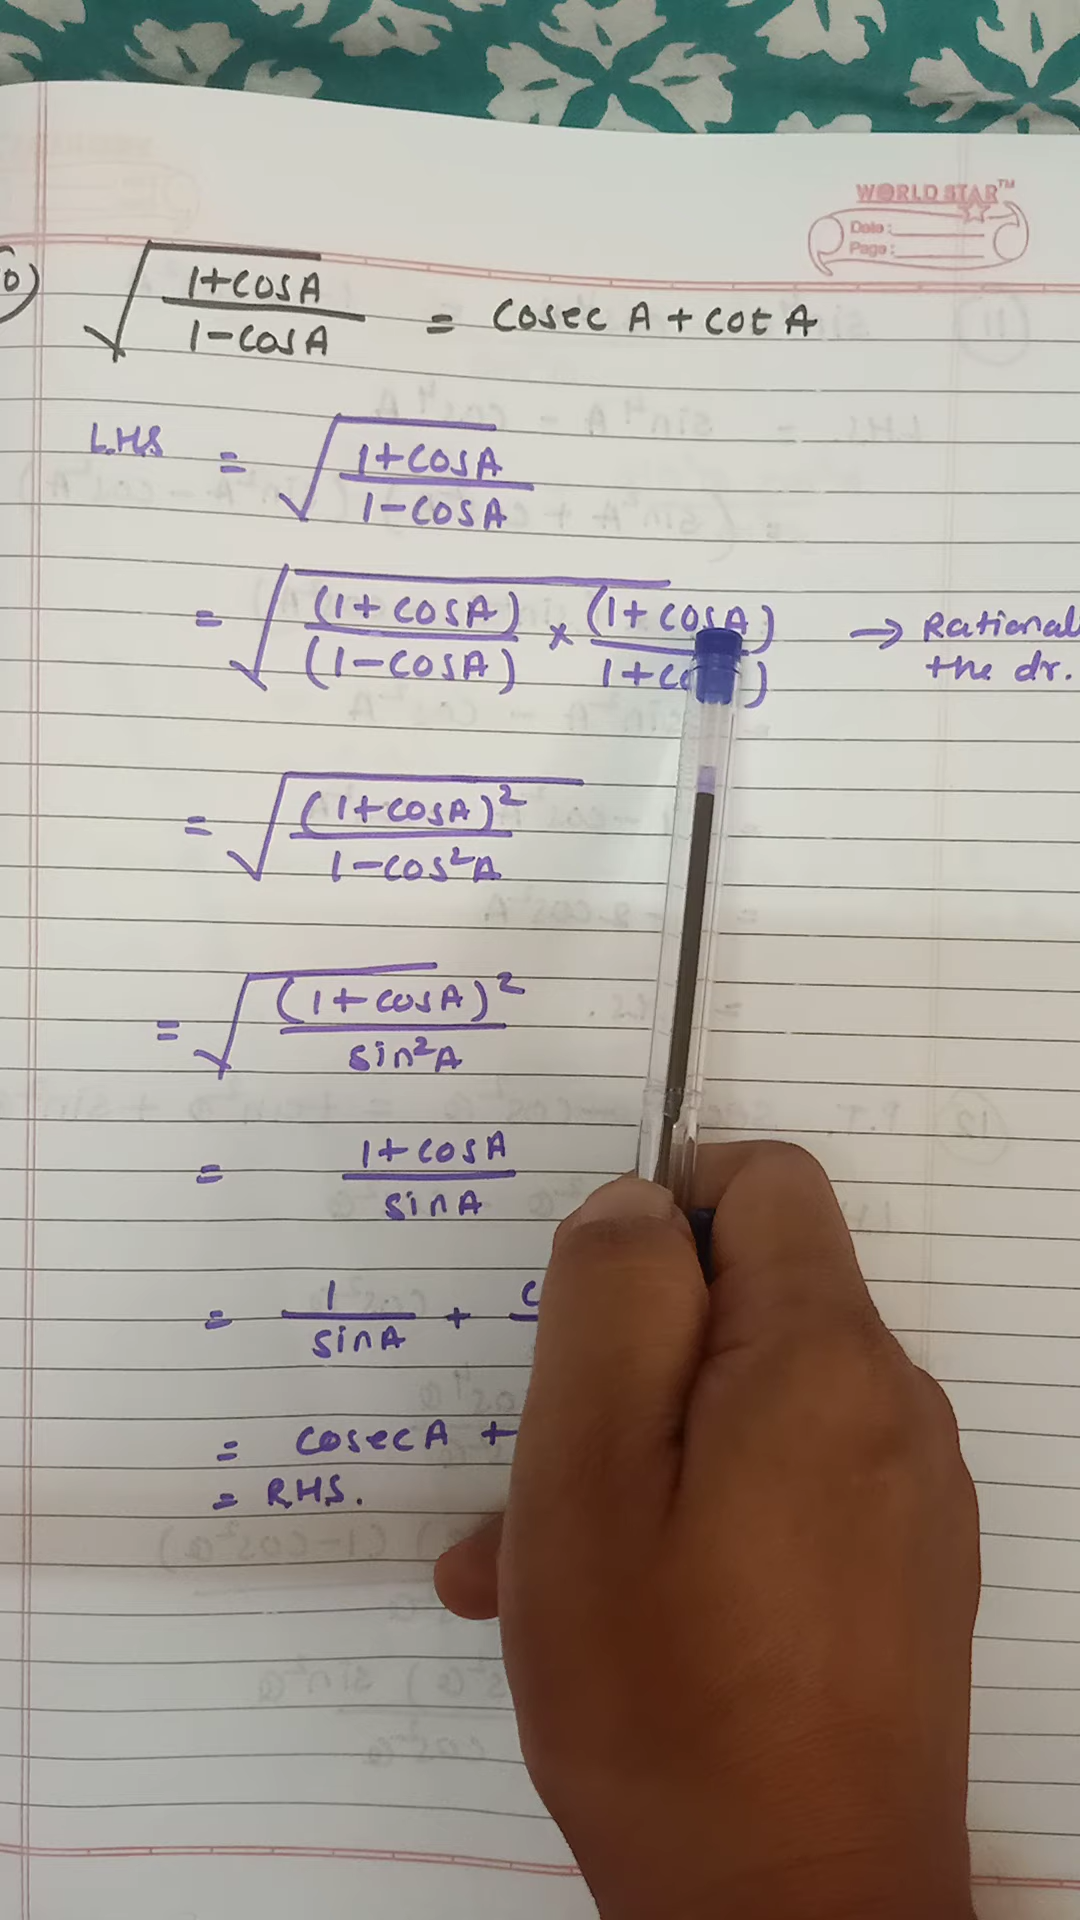 WORLD STAR™
Date :
Page :
√(1+cosA / 1-cosA) = cosec A + cot A
LHS = √(1+cosA / 1-cosA)
= √((1+cosA) / (1-cosA) × (1+cosA) / 1+co ) → Rational
the dr.
= √((1+cosA)² / 1-cos²A)
= √((1+cosA)² / sin²A)
= 1+cosA / sinA
= 1 / sinA + c
= cosecA +
= RHS.